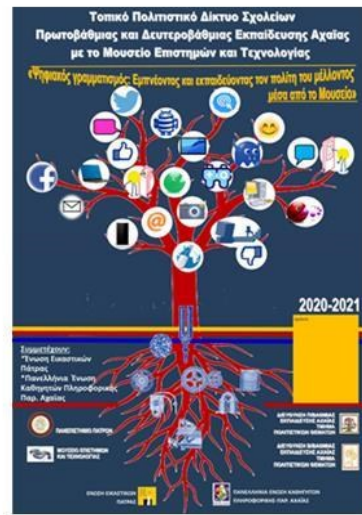 Τοπικό Πολιτιστικό Δίκτυο Σχολείων
Πρωτοβάθμιας και Δευτεροβάθμιας Εκπαίδευσης Αχαΐας
με το Μουσείο Επιστημών και Τεχνολογίας
«Ψηφιακός γραμματισμός: Εμπνέοντας και εκπαιδεύοντας τον πολίτη του μέλλοντος
μέσα από το Μουσείο»
2020-2021
Συμμετέχουν:
*Ένωση Εικαστικών
Πάτρας
*Πανελλήνια Ένωση
Καθηγητών Πληροφορικής
Παρ. Αχαΐας
ΠΑΝΕΠΙΣΤΗΜΙΟ ΠΑΤΡΩΝ
ΜΟΥΣΕΙΟ ΕΠΙΣΤΗΜΩΝ
ΚΑΙ ΤΕΧΝΟΛΟΓΙΑΣ
ΔΙΕΥΘΥΝΣΗ Π/ΒΑΘΜΙΑΣ
ΕΚΠΑΙΔΕΥΣΗΣ ΑΧΑΪΑΣ
ΤΜΗΜΑ
ΠΟΛΙΤΙΣΤΙΚΩΝ ΘΕΜΑΤΩΝ
ΔΙΕΥΘΥΝΣΗ Β/ΒΑΘΜΙΑΣ
ΕΚΠΑΙΔΕΥΣΗΣ ΑΧΑΪΑΣ
ΤΜΗΜΑ
ΠΟΛΙΤΙΣΤΙΚΩΝ ΘΕΜΑΤΩΝ
ΕΝΩΣΗ ΕΙΚΑΣΤΙΚΩΝ
ΠΑΤΡΑΣ
ΠΑΝΕΛΛΗΝΙΑ ΕΝΩΣΗ ΚΑΘΗΓΗΤΩΝ
ΠΛΗΡΟΦΟΡΙΚΗΣ ΠΑΡ. ΑΧΑΪΑΣ